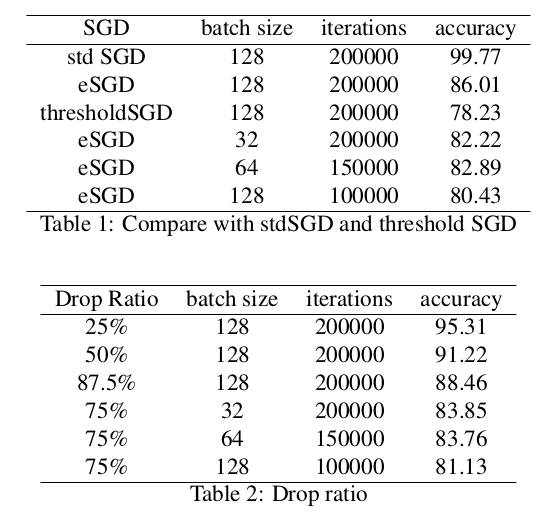 SGD batch size iterations accuracy
std SGD 128 200000 99.77
eSGD 128 200000 86.01
thresholdSGD 128 200000 78.23
eSGD 32 200000 82.22
eSGD 64 150000 82.89
eSGD 128 100000 80.43
Table 1: Compare with stdSGD and threshold SGD
Drop Ratio batch size iterations accuracy
25% 128 200000 95.31
50% 128 200000 91.22
87.5% 128 200000 88.46
75% 32 200000 83.85
75% 64 150000 83.76
75% 128 100000 81.13
Table 2: Drop ratio